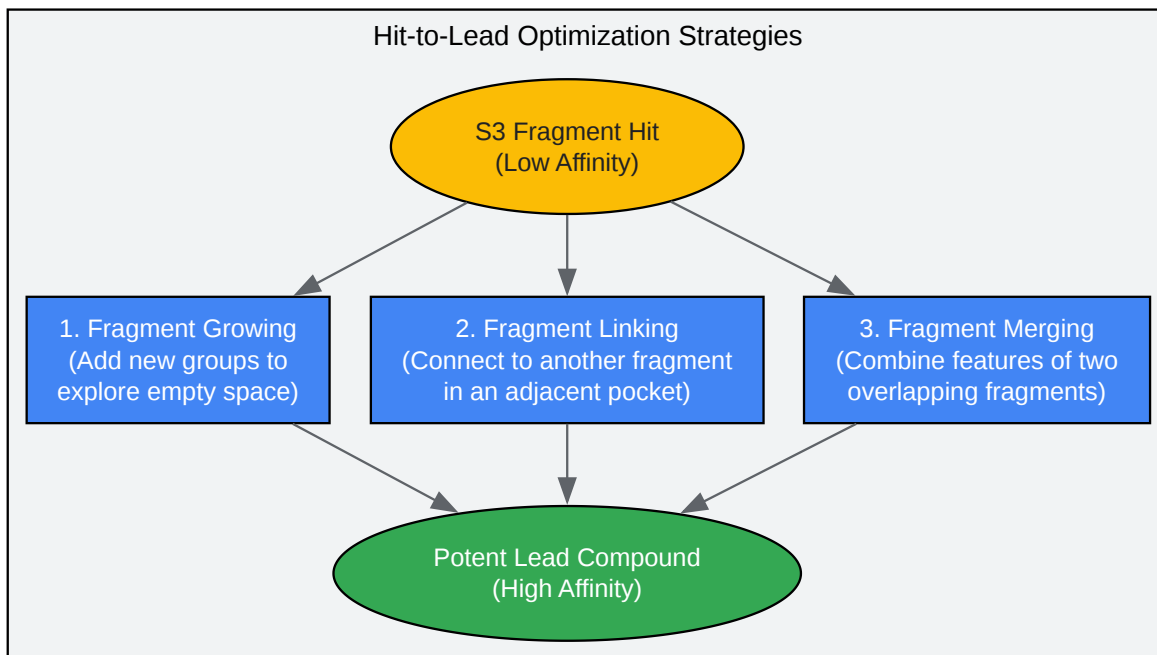 Hit-to-Lead Optimization Strategies
S3 Fragment Hit
(Low Affinity)
1. Fragment Growing
(Add new groups to
explore empty space)
2. Fragment Linking
(Connect to another fragment
in an adjacent pocket)
3. Fragment Merging
(Combine features of two
overlapping fragments)
Potent Lead Compound
(High Affinity)